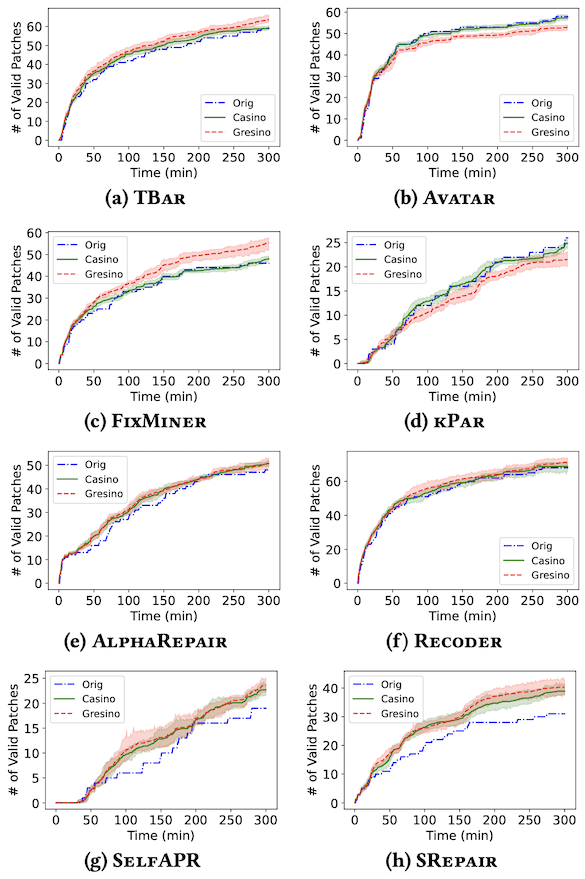 # of Valid Patches
60
50
40
30
20
10
0
Orig
Casino
Gresino
0 50 100 150 200 250 300
Time (min)
(a) TBAR
# of Valid Patches
60
50
40
30
20
10
0
Orig
Casino
Gresino
0 50 100 150 200 250 300
Time (min)
(b) AVATAR
# of Valid Patches
60
50
40
30
20
10
0
Orig
Casino
Gresino
0 50 100 150 200 250 300
Time (min)
(c) FIXMINER
# of Valid Patches
25
20
15
10
5
0
Orig
Casino
Gresino
0 50 100 150 200 250 300
Time (min)
(d) KPAR
# of Valid Patches
50
40
30
20
10
0
Orig
Casino
Gresino
0 50 100 150 200 250 300
Time (min)
(e) ALPHAREPAIR
# of Valid Patches
60
40
20
0
Orig
Casino
Gresino
0 50 100 150 200 250 300
Time (min)
(f) RECODER
# of Valid Patches
25
20
15
10
5
0
Orig
Casino
Gresino
0 50 100 150 200 250 300
Time (min)
(g) SELFAPR
# of Valid Patches
40
30
20
10
0
Orig
Casino
Gresino
0 50 100 150 200 250 300
Time (min)
(h) SREPAIR